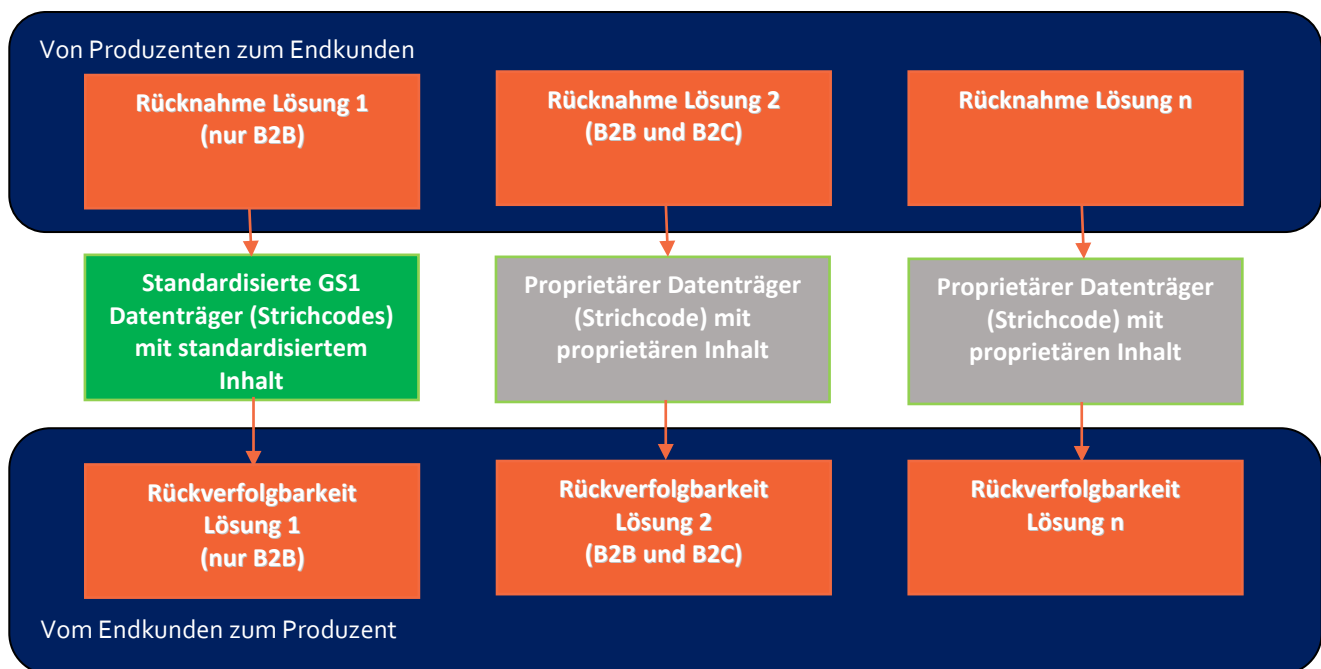 Von Produzenten zum Endkunden
Rücknahme Lösung 1
(nur B2B)
Rücknahme Lösung 2
(B2B und B2C)
Rücknahme Lösung n
Standardisierte GS1
Datenträger (Strichcodes)
mit standardisiertem
Inhalt
Proprietärer Datenträger
(Strichcode) mit
proprietären Inhalt
Proprietärer Datenträger
(Strichcode) mit
proprietären Inhalt
Rückverfolgbarkeit
Lösung 1
(nur B2B)
Rückverfolgbarkeit
Lösung 2
(B2B und B2C)
Rückverfolgbarkeit
Lösung n
Vom Endkunden zum Produzent